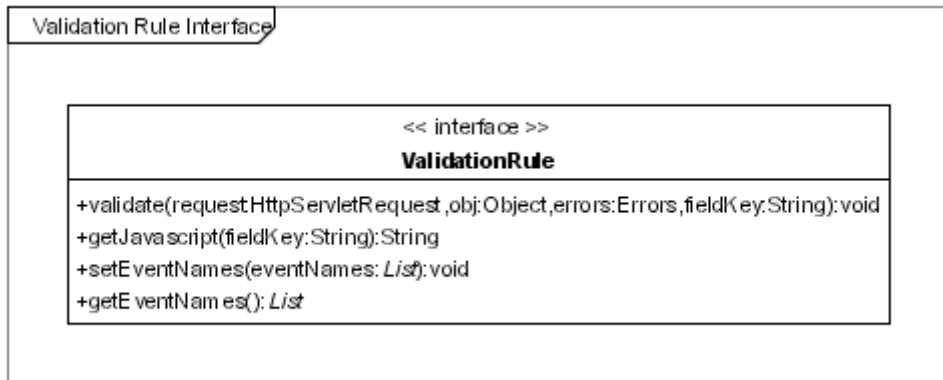 Validation Rule Interface
<< interface >>
ValidationRule
+validate(request:HttpServletRequest,obj:Object,errors:Errors,fieldKey:String):void
+getJavascript(fieldKey:String):String
+setEventNames(eventNames: List):void
+getEventNames(): List